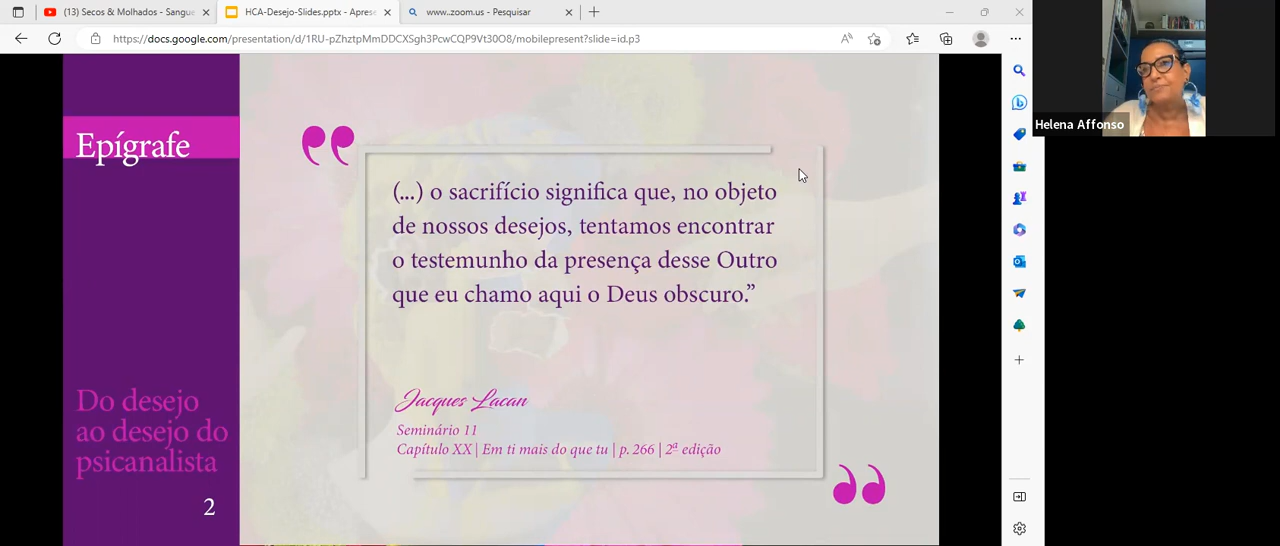 (13) Secos & Molhados - Sangue
HCA-Desejo-Slides.pptx - Aprese
www..zoom.us - Pesquisar
https://docs.google.com/presentation/d/1RU-pZhztpMmDDCXSgh3PcwCQP9Vt30O8/mobilepresent?slide=id.p3
Helena Affonso
Epígrafe
(...) o sacrifício significa que, no objeto
de nossos desejos, tentamos encontrar
o testemunho da presença desse Outro
que eu chamo aqui o Deus obscuro.”
Jacques Lacan
Seminário 11
Capítulo XX | Em ti mais do que tu | p. 266 | 2ª edição
Do desejo
ao desejo do
psicanalista
2